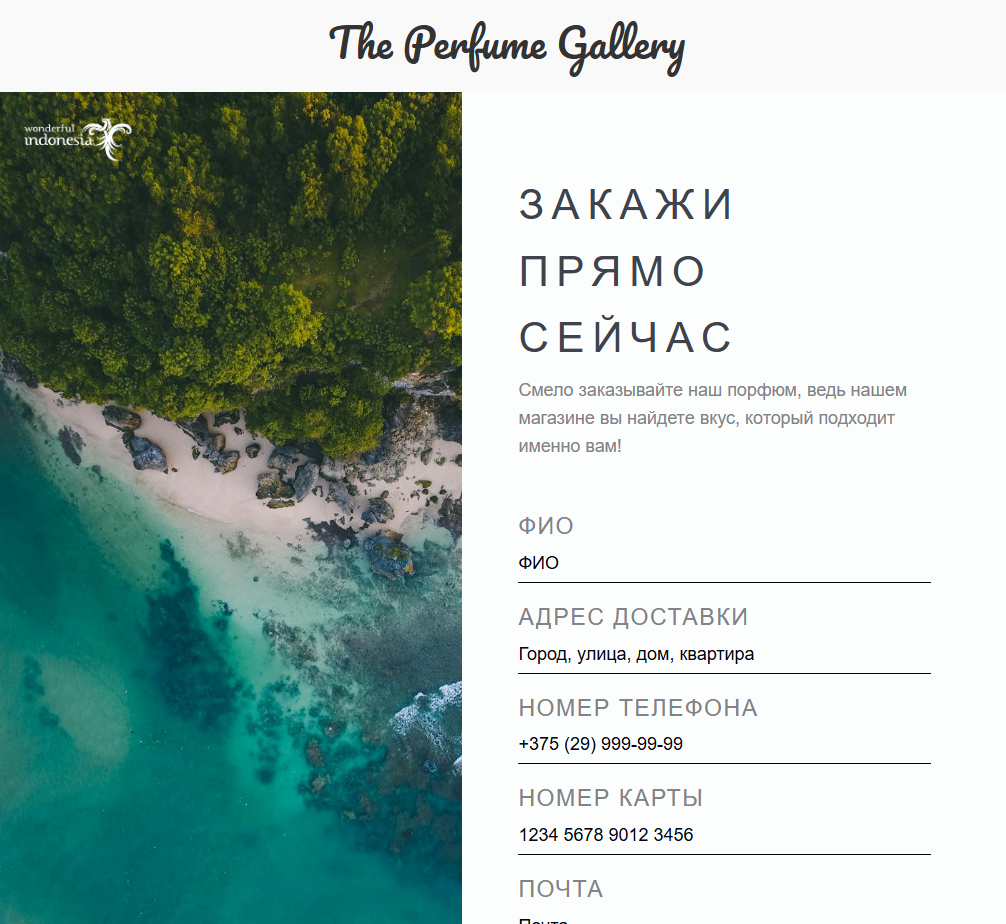 The Perfume Gallery
wonderful
indonesia
ЗАКАЖИ
ПРЯМО
СЕЙЧАС
Смело заказывайте наш порфюм, ведь нашем
магазине вы найдете вкус, который подходит
именно вам!
ФИО
ФИО
АДРЕС ДОСТАВКИ
Город, улица, дом, квартира
НОМЕР ТЕЛЕФОНА
+375 (29) 999-99-99
НОМЕР КАРТЫ
1234 5678 9012 3456
ПОЧТА
Почта